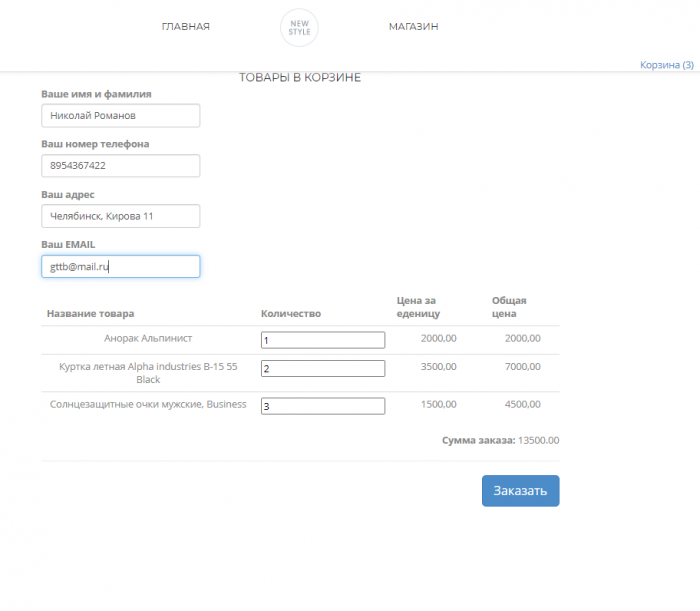 ГЛАВНАЯ
NEW
STYLE
МАГАЗИН
Корзина (3)
ТОВАРЫ В КОРЗИНЕ
Ваше имя и фамилия
Николай Романов
Ваш номер телефона
8954367422
Ваш адрес
Челябинск, Кирова 11
Ваш EMAIL
gttb@mail.ru
Название товара Количество Цена за еденицу Общая цена
Анорак Альпинист 1 2000,00 2000,00
Куртка летная Alpha industries B-15 55 Black 2 3500,00 7000,00
Солнцезащитные очки мужские, Business 3 1500,00 4500,00
Сумма заказа: 13500.00
Заказать